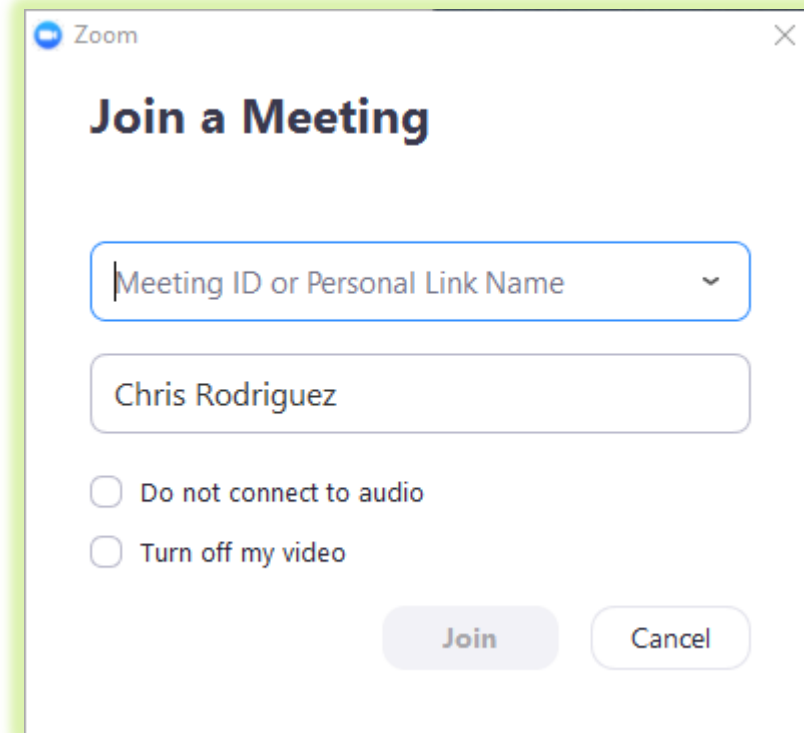 Zoom
Join a Meeting
Meeting ID or Personal Link Name
Chris Rodriguez
Do not connect to audio
Turn off my video
Join Cancel